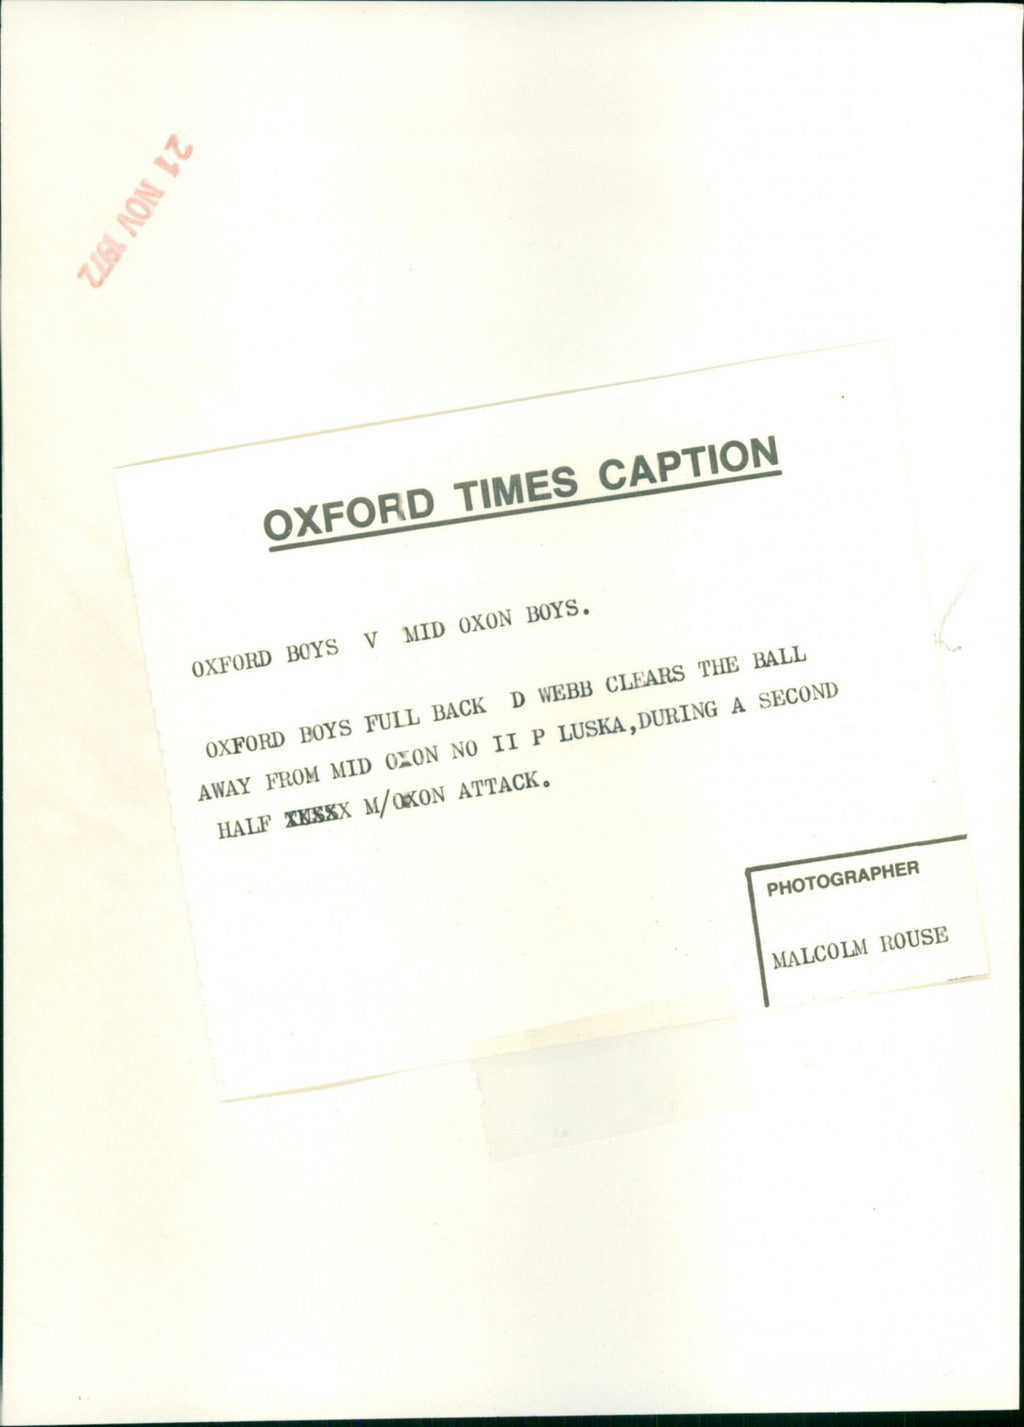 21 NOV 1972
OXFORD TIMES CAPTION
OXFORD BOYS V MID OXON BOYS.
OXFORD BOYS FULL BACK D WEBB CLEARS THE BALL
AWAY FROM MID OXON NO II P LUSKA,DURING A SECOND
HALF M/OXON ATTACK.
PHOTOGRAPHER
MALCOLM ROUSE